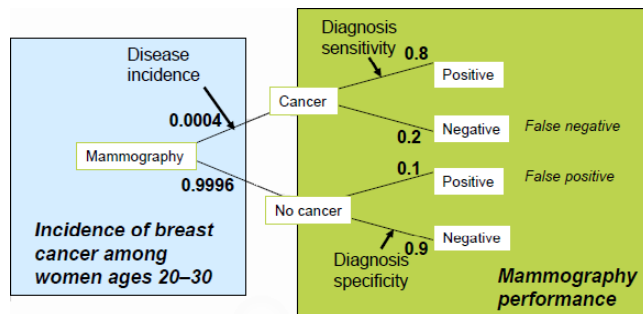 Diagnosis
sensitivity
Disease
incidence
0.8
Positive
Cancer
0.0004
0.2
Negative
False negative
Mammography
0.1
Positive
False positive
0.9996
No cancer
Incidence of breast
cancer among
women ages 20–30
Diagnosis
specificity
0.9
Negative
Mammography
performance